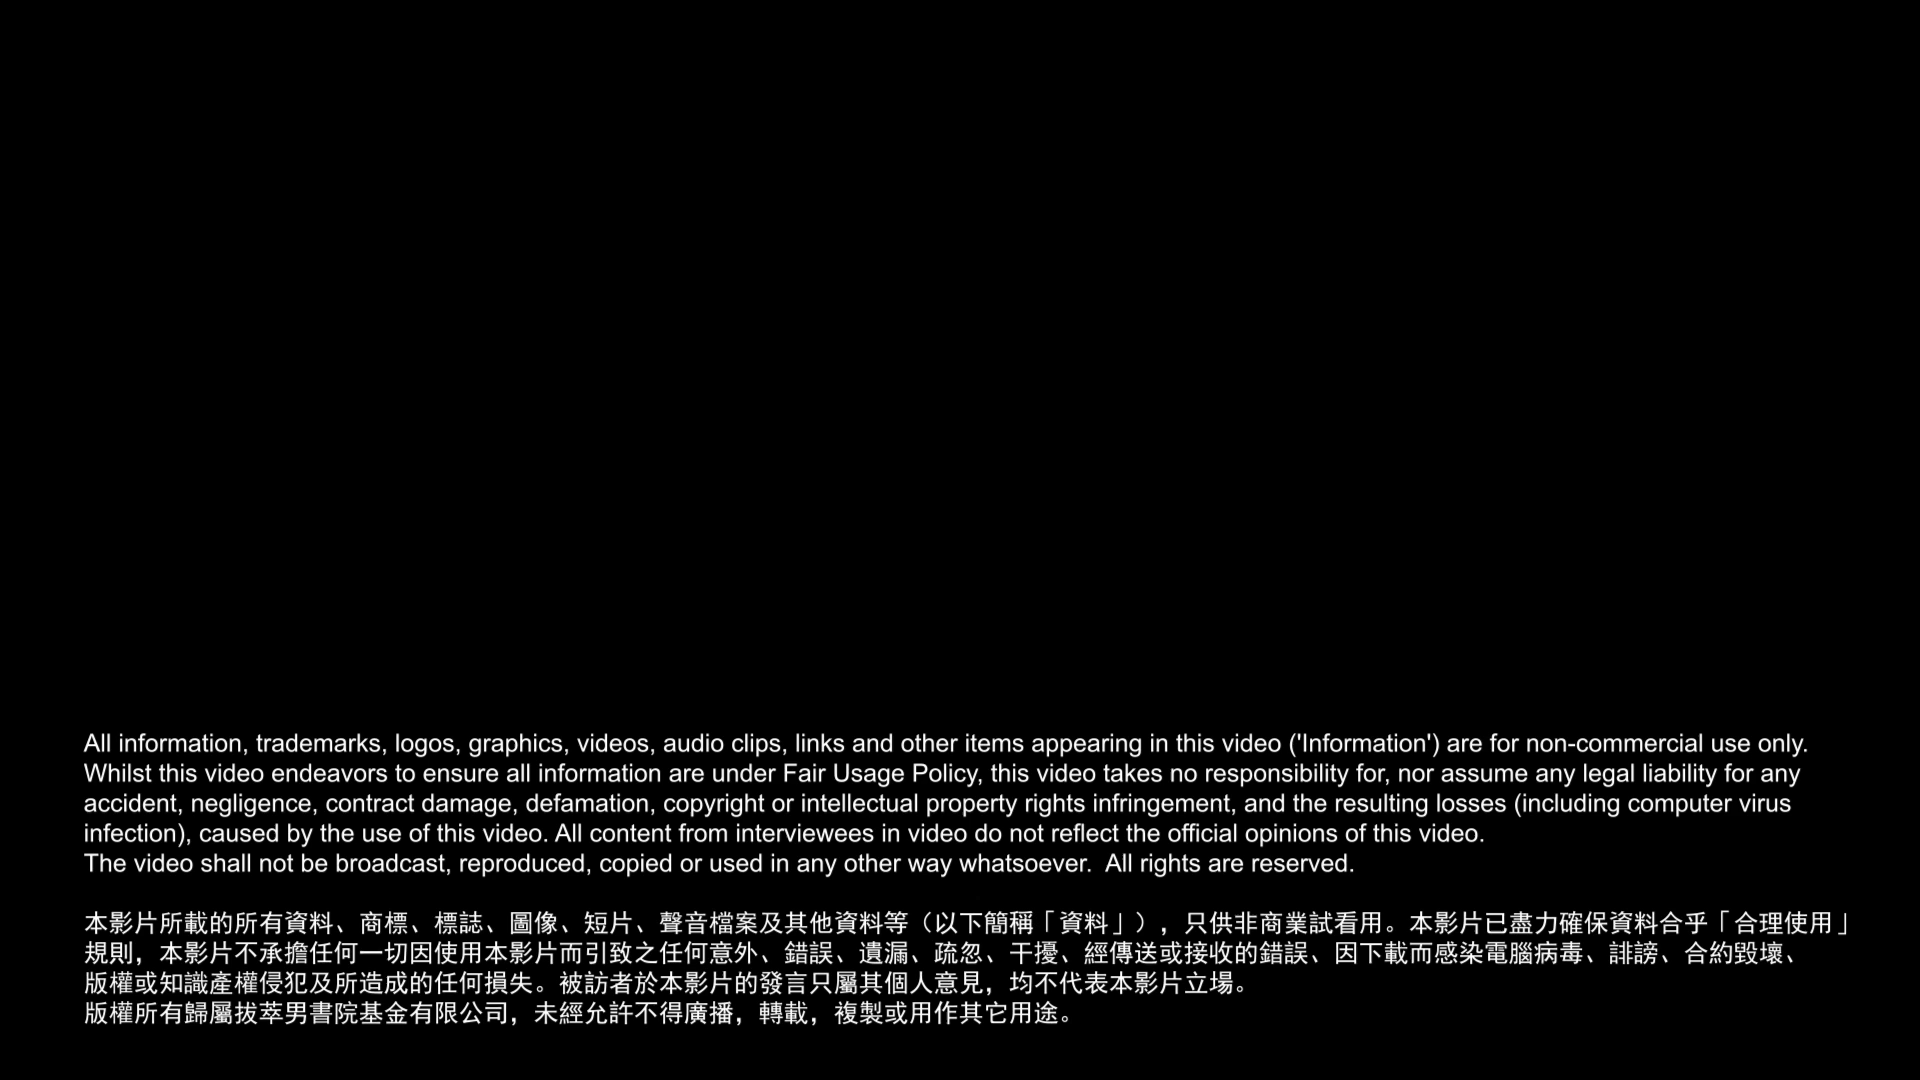 All information, trademarks, logos, graphics, videos, audio clips, links and other items appearing in this video ('Information') are for non-commercial use only.
Whilst this video endeavors to ensure all information are under Fair Usage Policy, this video takes no responsibility for, nor assume any legal liability for any
accident, negligence, contract damage, defamation, copyright or intellectual property rights infringement, and the resulting losses (including computer virus
infection), caused by the use of this video. All content from interviewees in video do not reflect the official opinions of this video.
The video shall not be broadcast, reproduced, copied or used in any other way whatsoever.  All rights are reserved.
本影片所載的所有資料、商標、標誌、圖像、短片、聲音檔案及其他資料等（以下簡稱「資料」），只供非商業試看用。本影片已盡力確保資料合乎「合理使用」
規則，本影片不承擔任何一切因使用本影片而引致之任何意外、錯誤、遺漏、疏忽、干擾、經傳送或接收的錯誤、因下載而感染電腦病毒、誹謗、合約毀壞、
版權或知識產權侵犯及所造成的任何損失。被訪者於本影片的發言只屬其個人意見，均不代表本影片立場。
版權所有歸屬拔萃男書院基金有限公司，未經允許不得廣播，轉載，複製或用作其它用途。